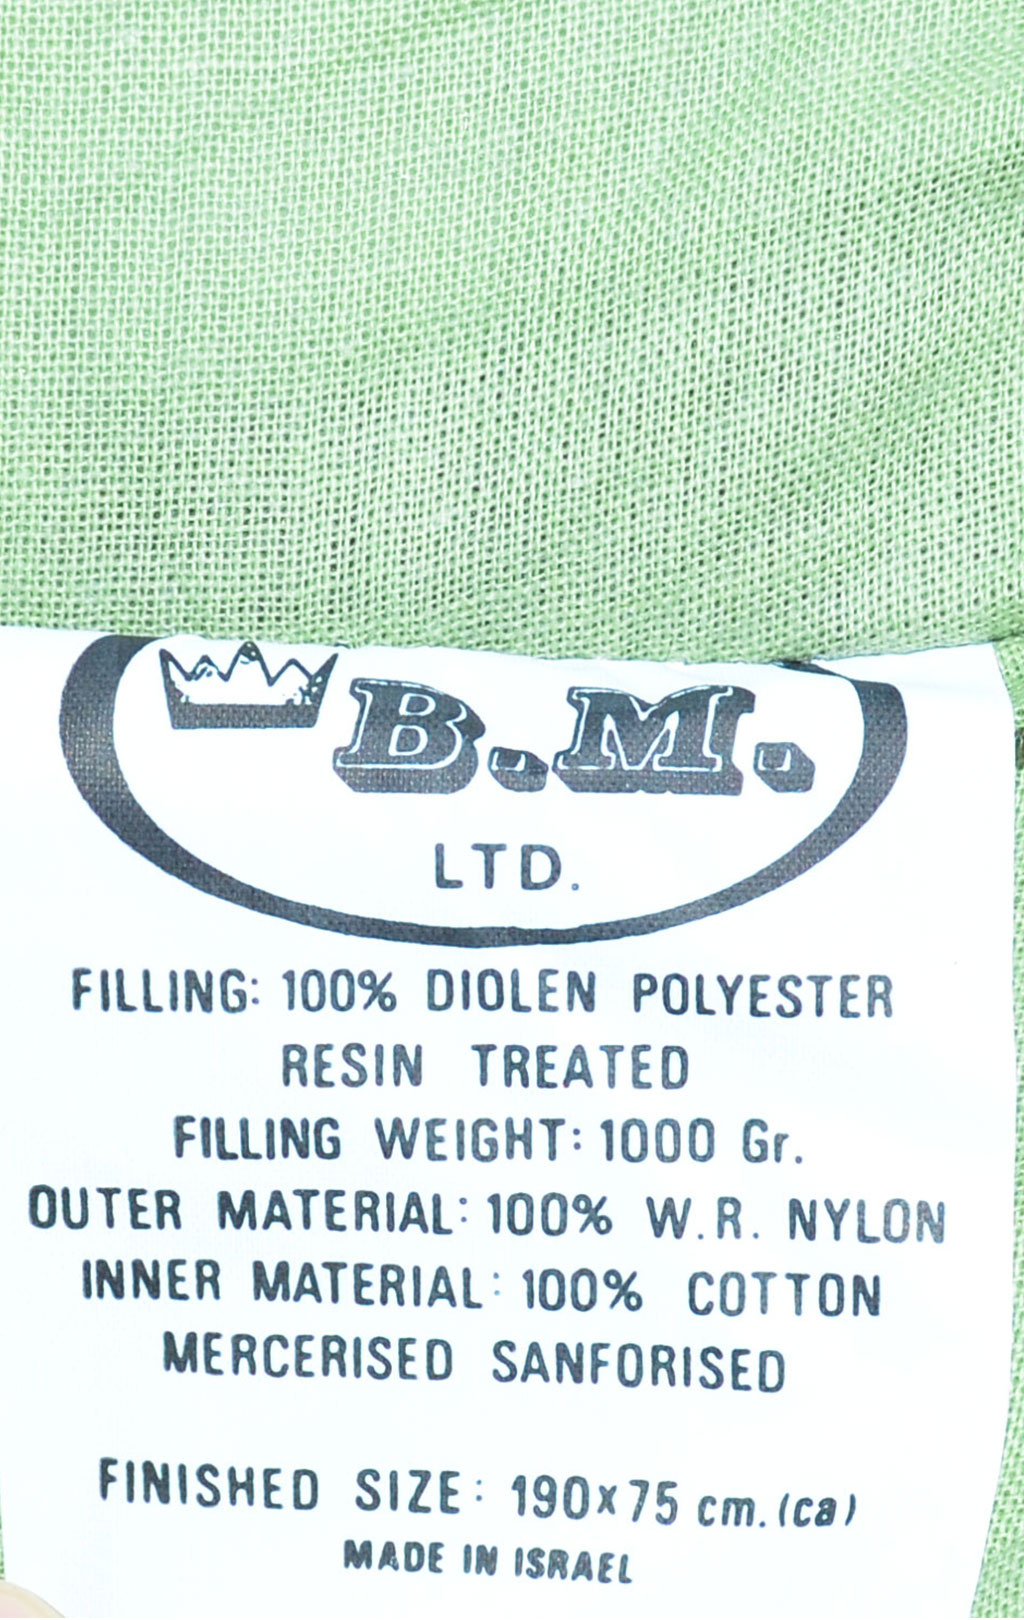 B.M.
LTD.
FILLING: 100% DIOLEN POLYESTER
RESIN TREATED
FILLING WEIGHT: 1000 Gr.
OUTER MATERIAL: 100% W.R. NYLON
INNER MATERIAL: 100% COTTON
MERCERISED SANFORISED
FINISHED SIZE: 190x75 cm. (ca)
MADE IN ISRAEL